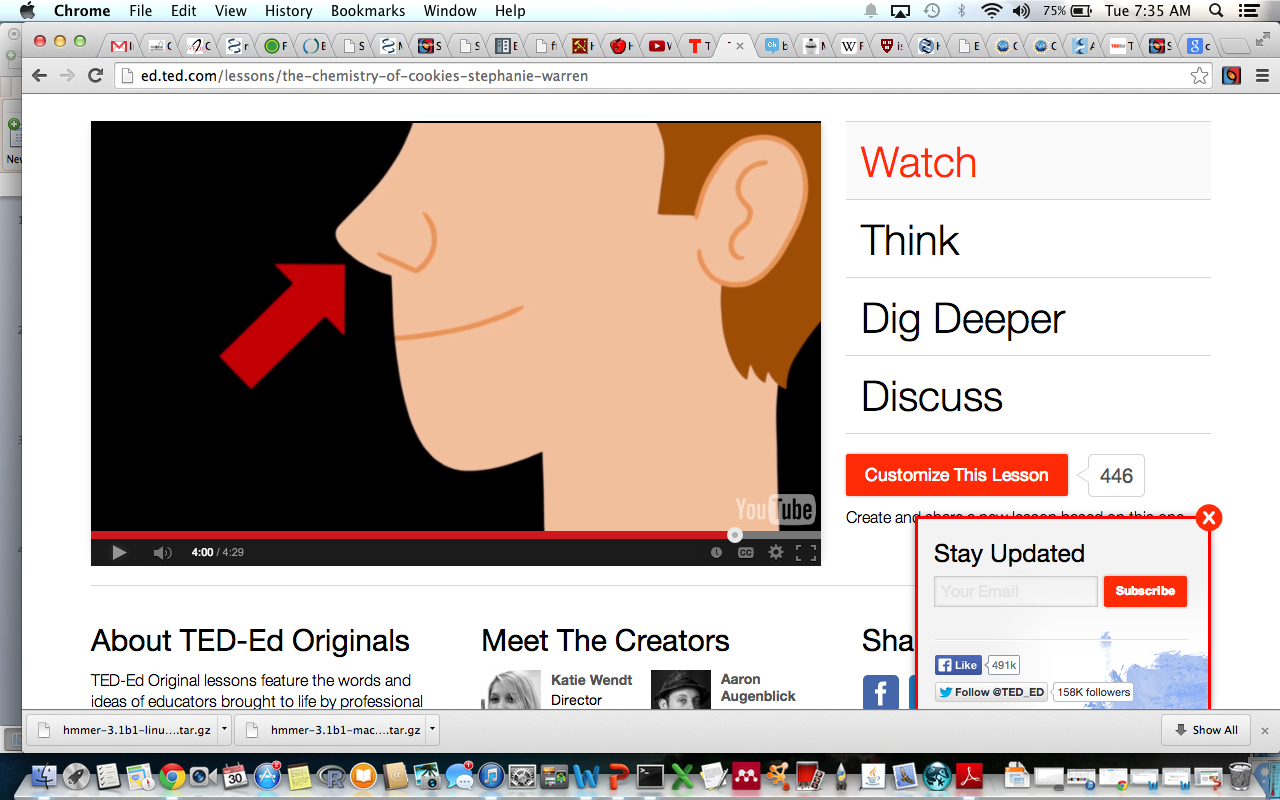 Chrome File Edit View History Bookmarks Window Help 75% Tue 7:35 AM
ed.ted.com/lessons/the-chemistry-of-cookies-stephanie-warren
New
Watch
Think
Dig Deeper
Discuss
Customize This Lesson 446
Create and share a new lesson based on this one.
YouTube
4:00 / 4:29
CC
Stay Updated
Your Email Subscribe
Like 491k
Follow @TED_ED 158K followers
About TED-Ed Originals
TED-Ed Original lessons feature the words and
ideas of educators brought to life by professional
Meet The Creators
Katie Wendt
Director
Aaron
Augenblick
Sha
hmmer-3.1b1-linu....tar.gz hmmer-3.1b1-mac....tar.gz Show All
30